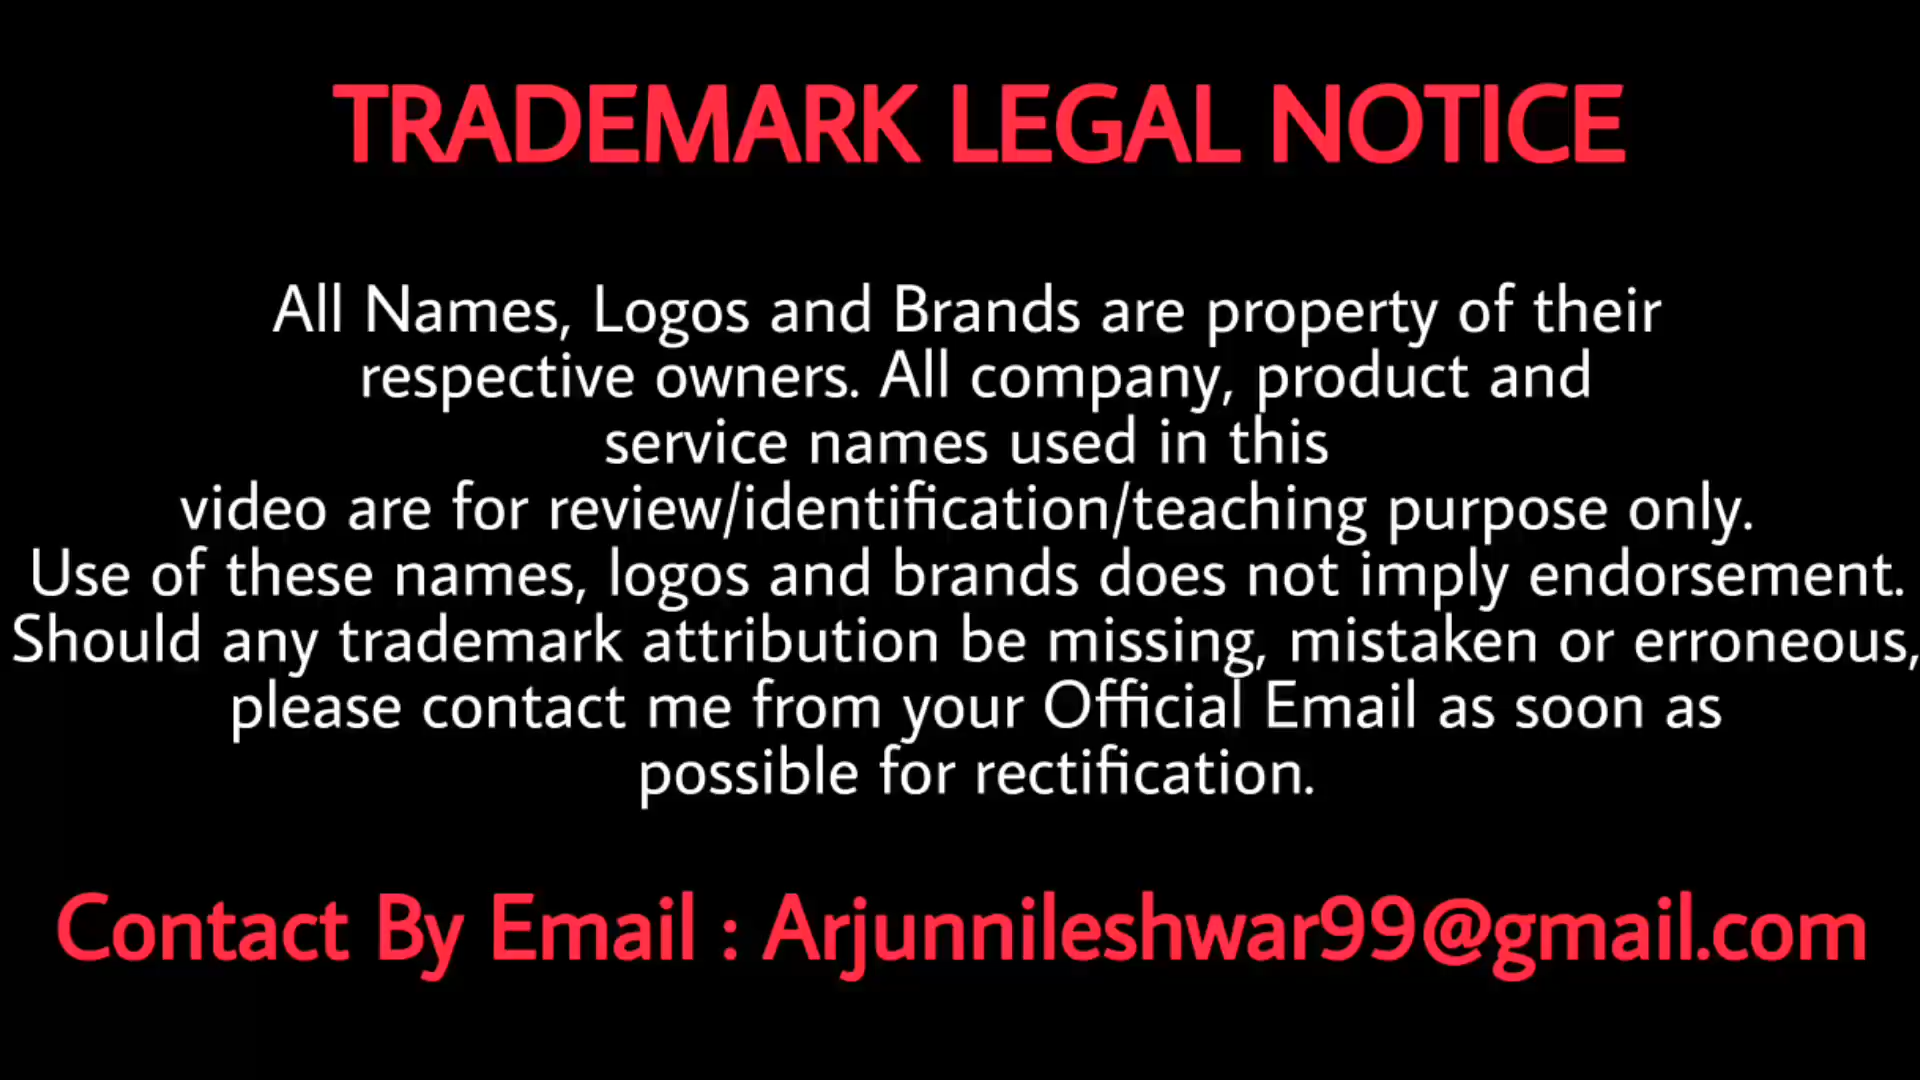 TRADEMARK LEGAL NOTICE
All Names, Logos and Brands are property of their
respective owners. All company, product and
service names used in this
video are for review/identification/teaching purpose only.
Use of these names, logos and brands does not imply endorsement.
Should any trademark attribution be missing, mistaken or erroneous,
please contact me from your Official Email as soon as
possible for rectification.
Contact By Email : Arjunnileshwar99@gmail.com